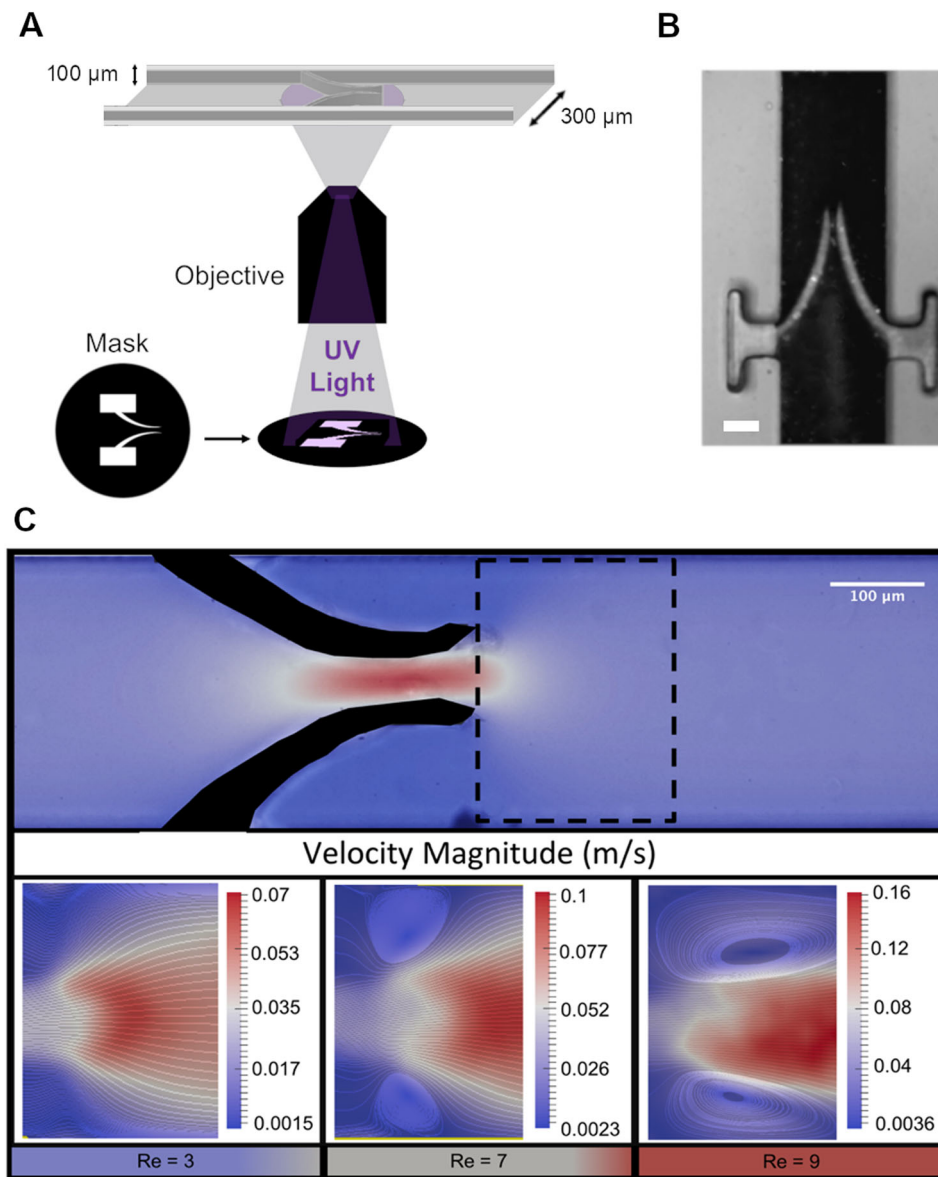 A
100 µm
300 µm
Objective
Mask
UV
Light
B
C
100 µm
Velocity Magnitude (m/s)
0.07
0.053
0.035
0.017
0.0015
0.1
0.077
0.052
0.026
0.0023
0.16
0.12
0.08
0.04
0.0036
Re = 3
Re = 7
Re = 9